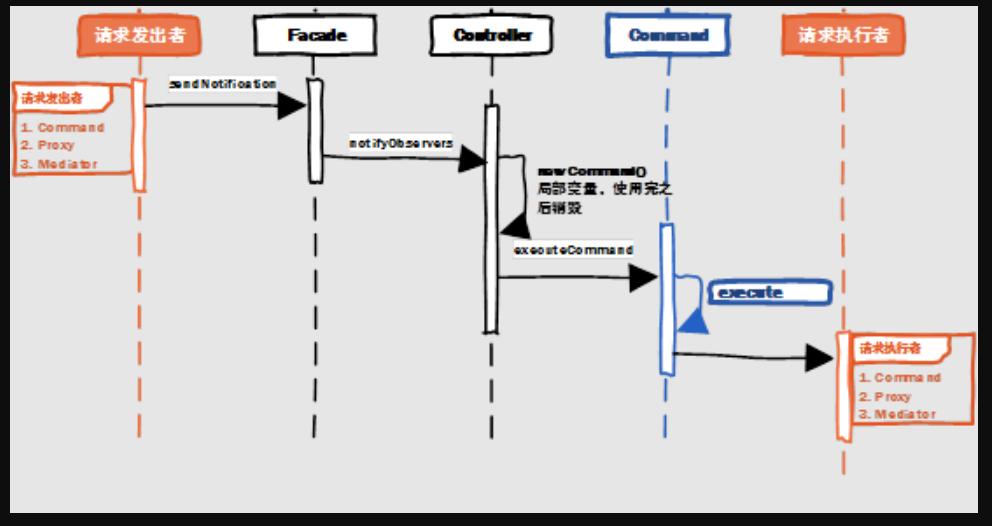 请求发出者
Facade
Controller
Command
请求执行者
sendNotification
请求发出者
1. Command
2. Proxy
3. Mediator
notifyObservers
new Command()
局部变量，使用完之
后销毁
executeCommand
execute
请求执行者
1. Command
2. Proxy
3. Mediator